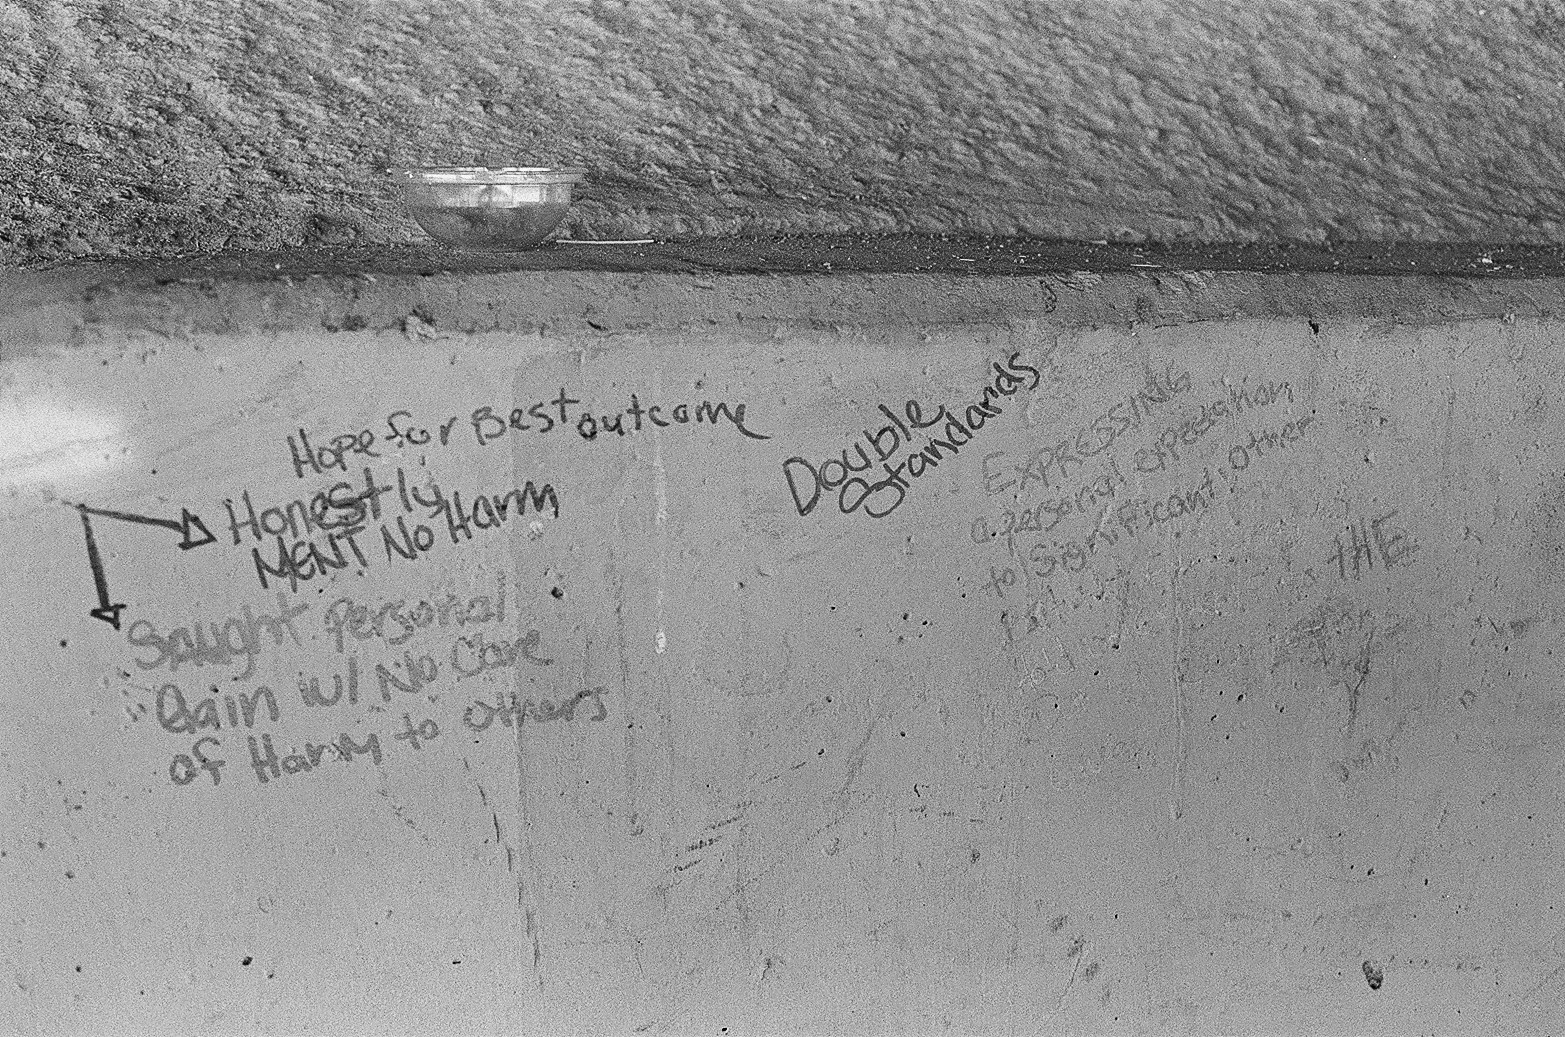 Hope for Best outcome
Honestly
MENT No Harm
Sought Personal
Gain w/ No Care
of Harm to others
Double
Standards
EXPRESSING
a personal expectation
to Significant other
THE